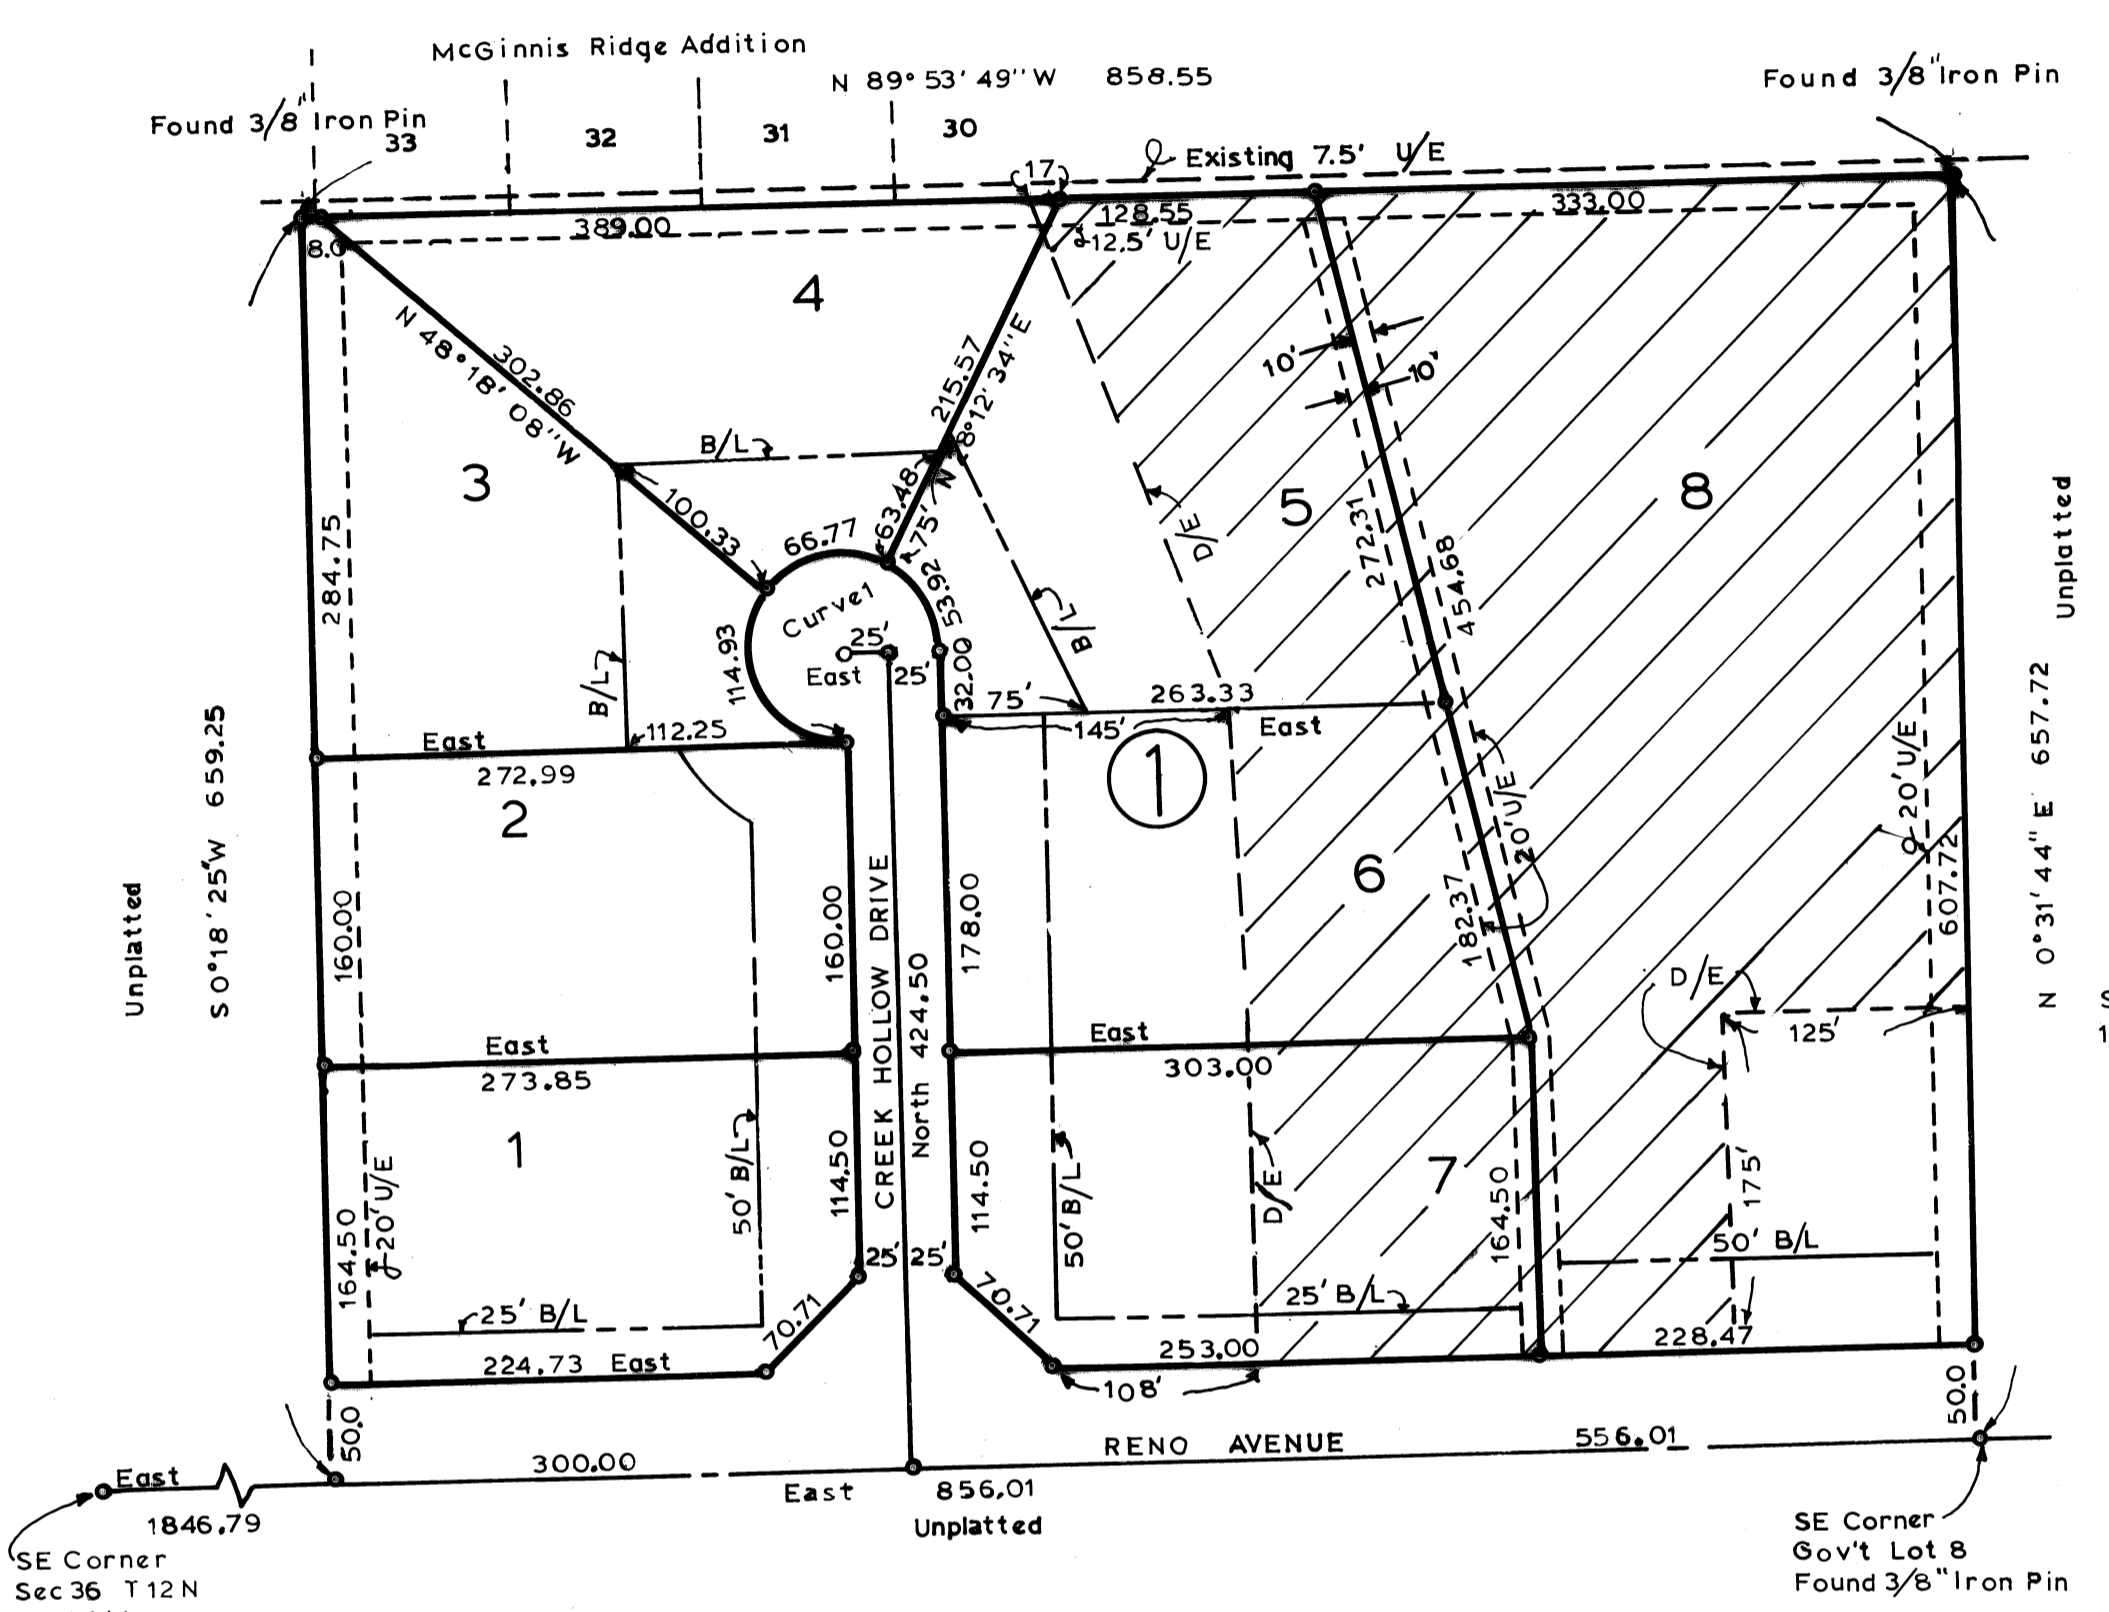 McGinnis Ridge Addition
N 89° 53' 49" W 858.55
Found 3/8" Iron Pin
Found 3/8" Iron Pin
33
32
31
30
17
Existing 7.5' U/E
389.00
128.55
333.00
8.0
12.5' U/E
4
N 48° 18' 08" W
302.86
215.57
10'
10'
3
B/L
63.48
75'
5
8
D/E
284.75
100.33
66.77
53.92
272.31
454.68
Curve 1
114.93
25'
East
25'
32.00
B/L
B/L
75'
263.33
145'
East
112.25
East
272.99
2
1
6
20' U/E
20' U/E
182.37
607.72
Unplatted
S 0° 18' 25" W 659.25
Unplatted
N 0° 31' 44" E 657.72
160.00
160.00
178.00
CREEK HOLLOW DRIVE
North 424.50
D/E
125'
East
273.85
East
303.00
1
7
50' B/L
114.50
114.50
50' B/L
D/E
164.50
175'
164.50
20' U/E
25'
25'
50' B/L
25' B/L
25' B/L
70.71
70.71
224.73 East
253.00
228.47
108'
50.0
50.0
RENO AVENUE
556.01
300.00
East
East 856.01
1846.79
Unplatted
SE Corner
Sec 36 T 12 N
SE Corner
Gov't Lot 8
Found 3/8" Iron Pin